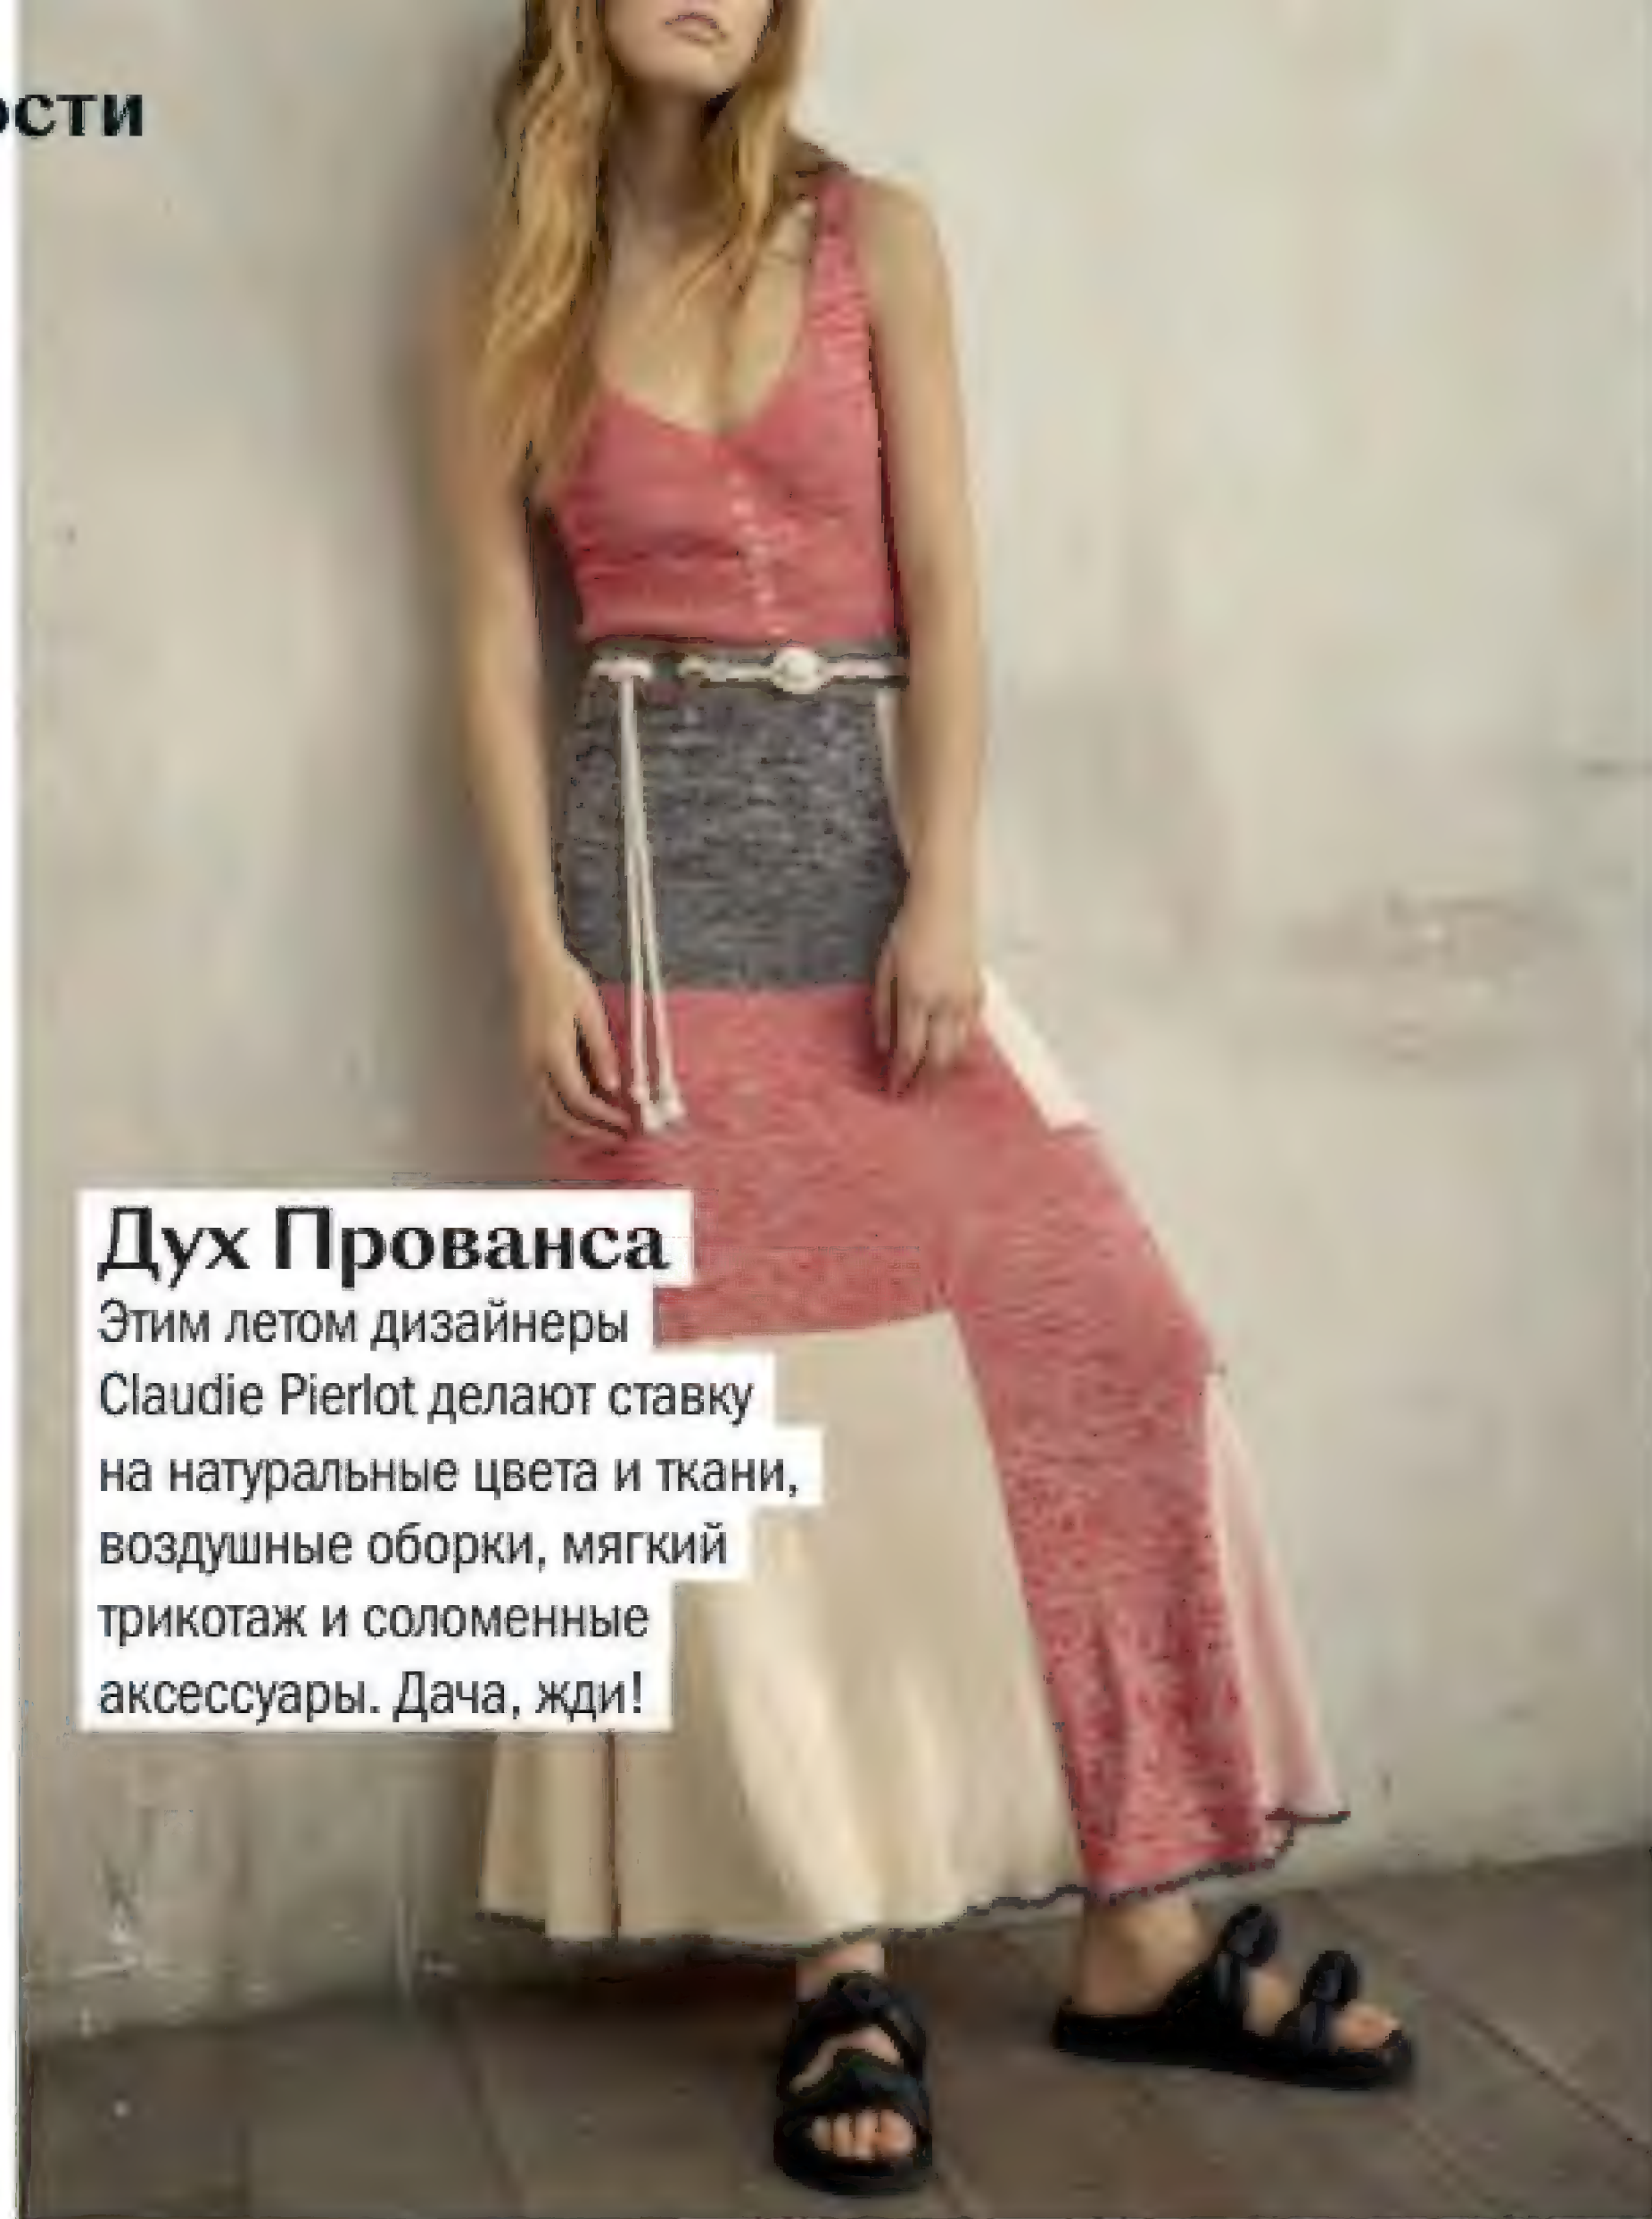 ости
Дух Прованса
Этим летом дизайнеры
Claudie Pierlot делают ставку
на натуральные цвета и ткани,
воздушные оборки, мягкий
трикотаж и соломенные
аксессуары. Дача, жди!